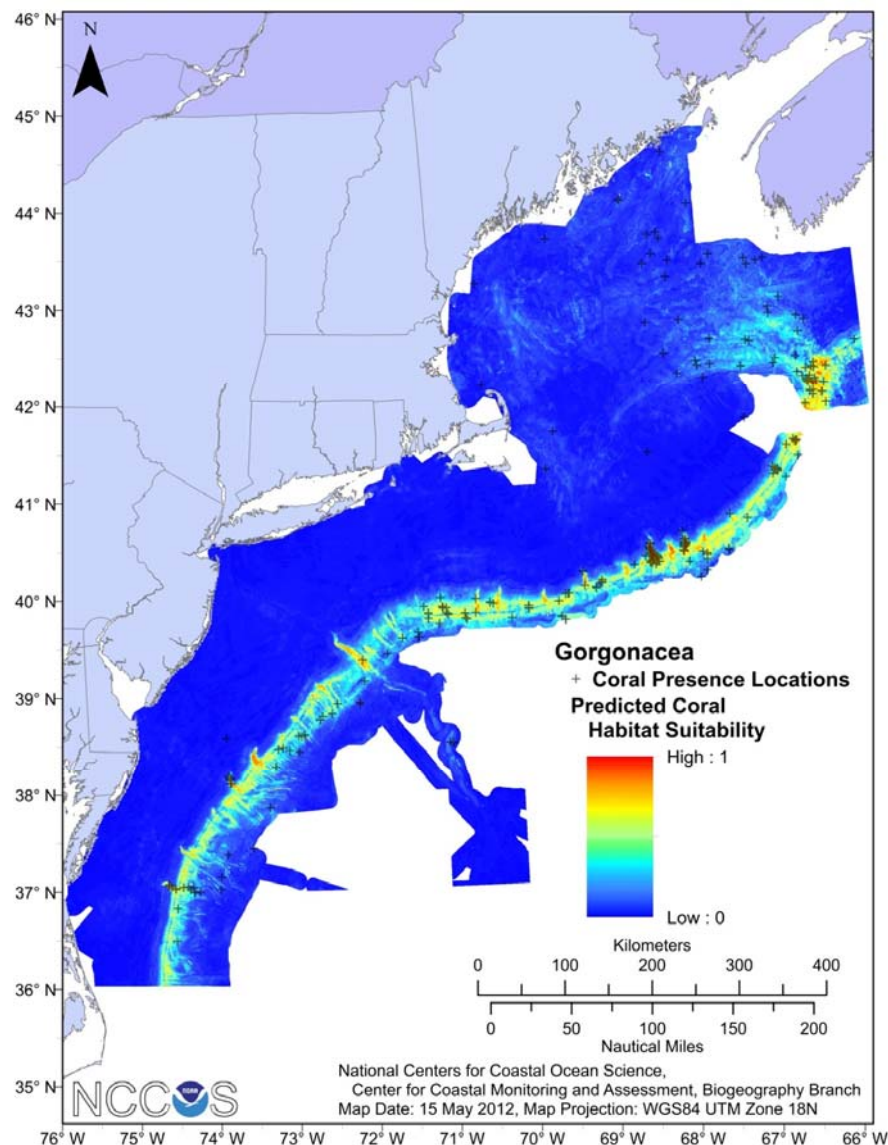 46° N
N
45° N
44° N
43° N
42° N
41° N
40° N
39° N
38° N
37° N
36° N
35° N
Gorgonacea
+ Coral Presence Locations
Predicted Coral
Habitat Suitability
High : 1
Low : 0
Kilometers
0 100 200 300 400
0 50 100 150 200
Nautical Miles
NCCOS
National Centers for Coastal Ocean Science,
Center for Coastal Monitoring and Assessment, Biogeography Branch
Map Date: 15 May 2012, Map Projection: WGS84 UTM Zone 18N
76° W 75° W 74° W 73° W 72° W 71° W 70° W 69° W 68° W 67° W 66° W